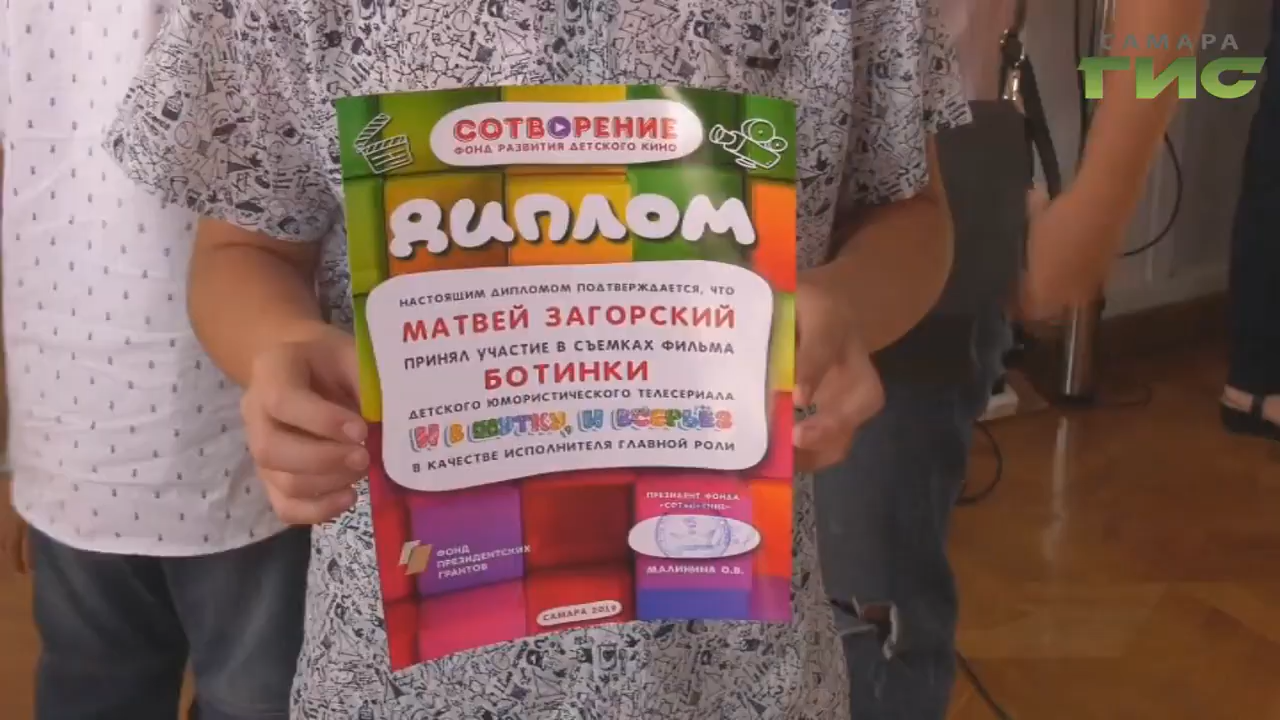 САМАРА
ГИС
СОТВОРЕНИЕ
ФОНД РАЗВИТИЯ ДЕТСКОГО КИНО
ДИПЛОМ
НАСТОЯЩИМ ДИПЛОМОМ ПОДТВЕРЖДАЕТСЯ, ЧТО
МАТВЕЙ ЗАГОРСКИЙ
ПРИНЯЛ УЧАСТИЕ В СЪЕМКАХ ФИЛЬМА
БОТИНКИ
ДЕТСКОГО ЮМОРИСТИЧЕСКОГО ТЕЛЕСЕРИАЛА
И В ШУТКУ, И ВСЕРЬЁЗ
В КАЧЕСТВЕ ИСПОЛНИТЕЛЯ ГЛАВНОЙ РОЛИ
ПРЕЗИДЕНТ ФОНДА
«СОТВОРЕНИЕ»
МАЛИНИНА О.В.
ФОНД
ПРЕЗИДЕНТСКИХ
ГРАНТОВ
САМАРА 2019